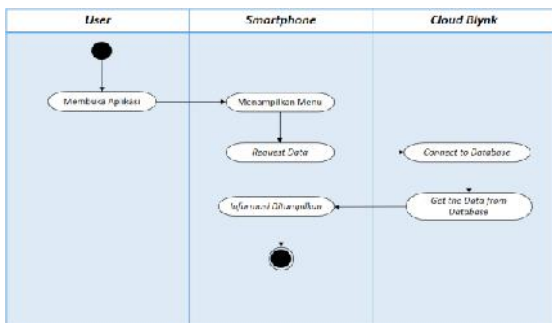 User
Smartphone
Cloud Blynk
Membuka Aplikasi
Menampilkan Menu
Request Data
Connect to Database
Informasi Ditampilkan
Get the Data from
Database